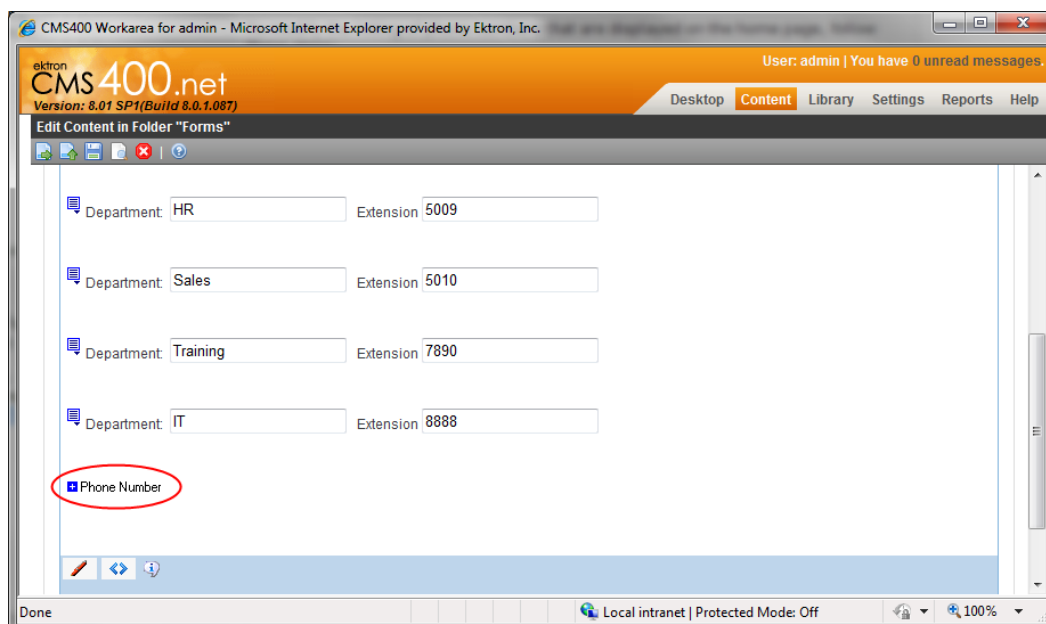 CMS400 Workarea for admin - Microsoft Internet Explorer provided by Ektron, Inc.
ektron
CMS400.net
User: admin | You have 0 unread messages.
Version: 8.01 SP1(Build 8.0.1.087)
Desktop Content Library Settings Reports Help
Edit Content in Folder "Forms"
Department: HR Extension 5009
Department: Sales Extension 5010
Department: Training Extension 7890
Department: IT Extension 8888
Phone Number
Done Local intranet | Protected Mode: Off 100%